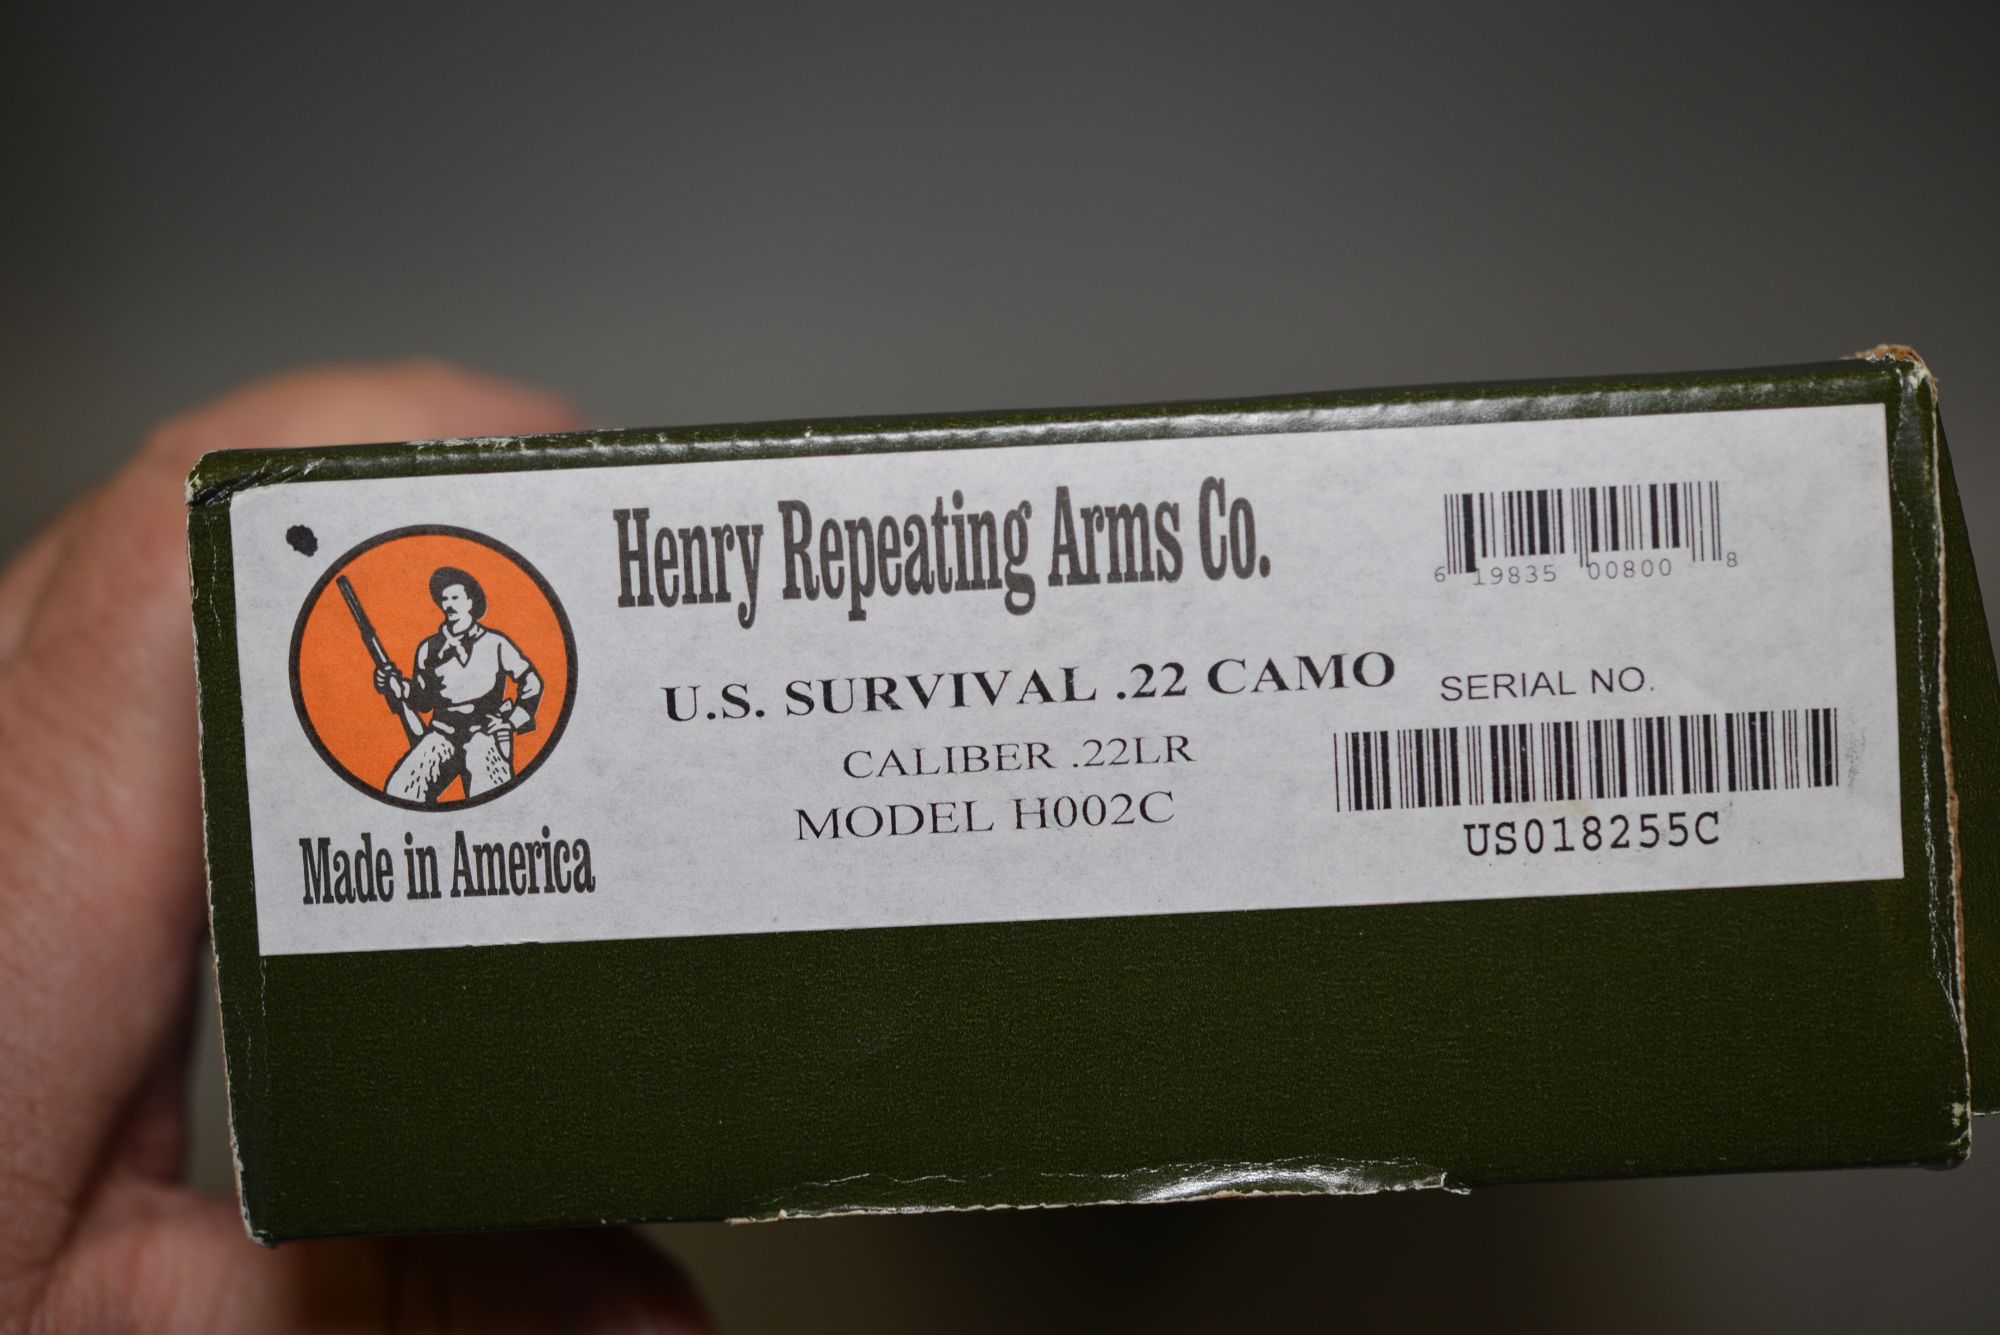 Henry Repeating Arms Co.
6 19835 00800 8
U.S. SURVIVAL .22 CAMO
CALIBER .22LR
MODEL H002C
SERIAL NO.
US018255C
Made in America